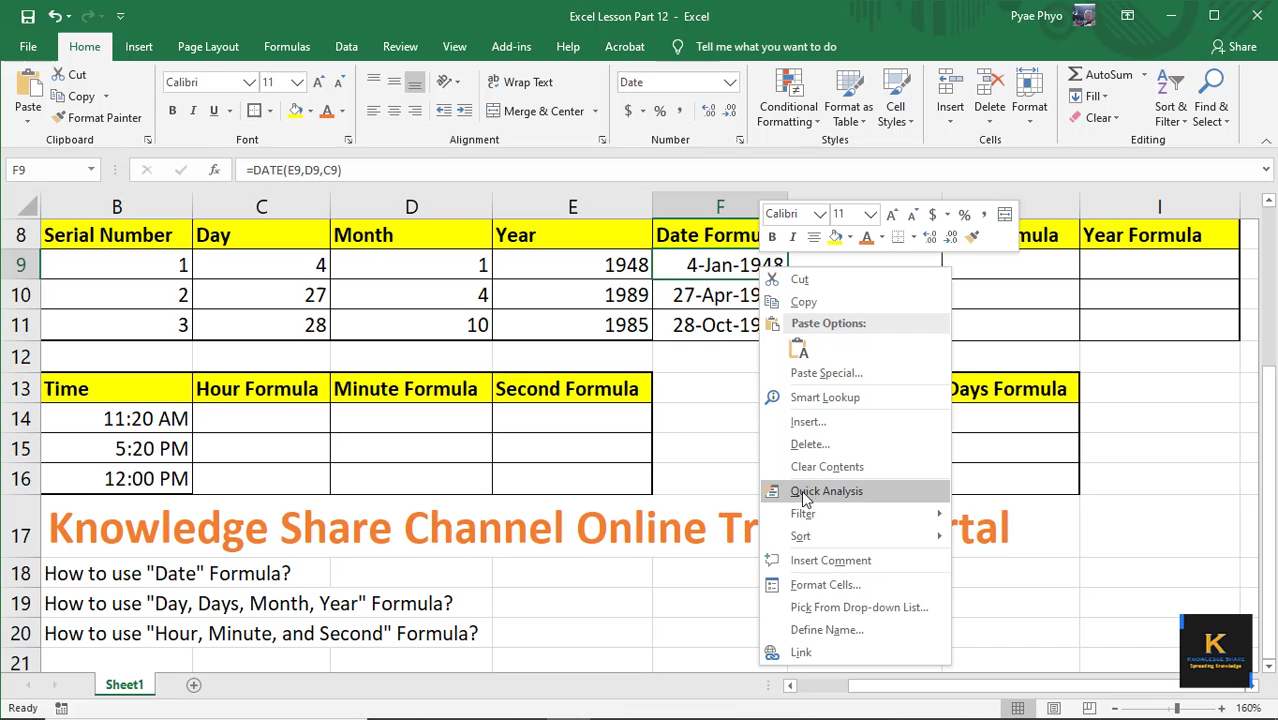 Excel Lesson Part 12 - Excel
Pyae Phyo
File Home Insert Page Layout Formulas Data Review View Add-ins Help Acrobat Tell me what you want to do Share
Paste
Cut
Copy
Format Painter
Clipboard
Calibri 11
B I U
Font
Wrap Text
Merge & Center
Alignment
Date
$ % ,
Number
Conditional Formatting
Format as Table
Cell Styles
Styles
Insert Delete Format
Cells
AutoSum
Fill
Clear
Sort & Filter
Find & Select
Editing
F9 fx =DATE(E9,D9,C9)
B C D E F I
8 Serial Number Day Month Year Date Formu mula Year Formula
9 1 4 1 1948 4-Jan-1948
10 2 27 4 1989 27-Apr-19
11 3 28 10 1985 28-Oct-19
12
13 Time Hour Formula Minute Formula Second Formula Days Formula
14 11:20 AM
15 5:20 PM
16 12:00 PM
17 Knowledge Share Channel Online Tr tal
18 How to use "Date" Formula?
19 How to use "Day, Days, Month, Year" Formula?
20 How to use "Hour, Minute, and Second" Formula?
21
Calibri 11 A A $ % ,
B I A
Cut
Copy
Paste Options:
Paste Special...
Smart Lookup
Insert...
Delete...
Clear Contents
Quick Analysis
Filter
Sort
Insert Comment
Format Cells...
Pick From Drop-down List...
Define Name...
Link
K
KNOWLEDGE SHARE
Spreading Knowledge
Sheet1
Ready
160%